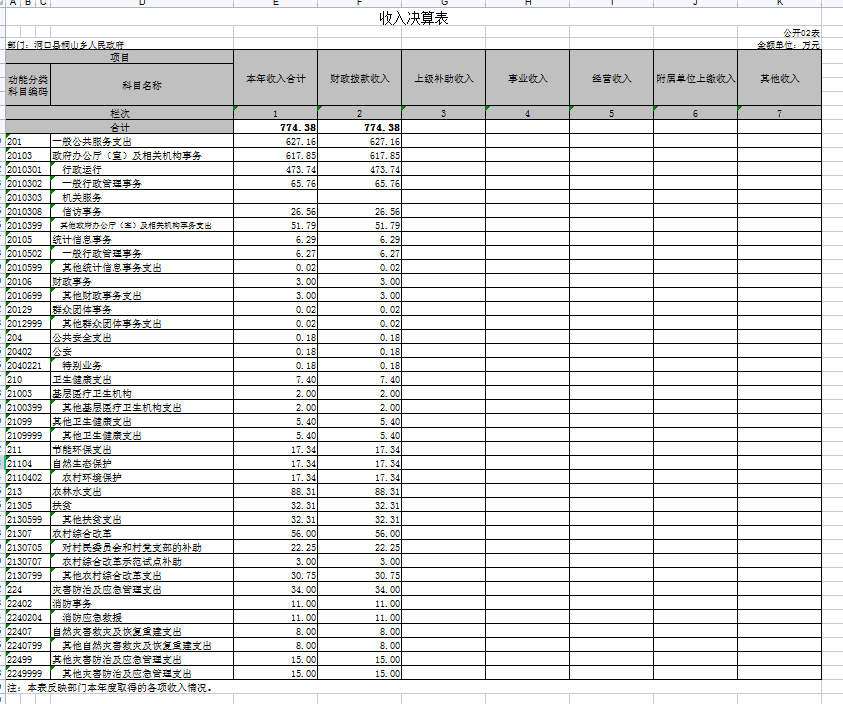 A B C D E F G H I J K
收入决算表
公开02表
部门：河口县桐山乡人民政府 金额单位：万元
项目 本年收入合计 财政拨款收入 上级补助收入 事业收入 经营收入 附属单位上缴收入 其他收入
功能分类科目编码 科目名称
栏次 1 2 3 4 5 6 7
合计 774.38 774.38
201 一般公共服务支出 627.16 627.16
20103 政府办公厅（室）及相关机构事务 617.85 617.85
2010301 行政运行 473.74 473.74
2010302 一般行政管理事务 65.76 65.76
2010303 机关服务
2010308 信访事务 26.56 26.56
2010399 其他政府办公厅（室）及相关机构事务支出 51.79 51.79
20105 统计信息事务 6.29 6.29
2010502 一般行政管理事务 6.27 6.27
2010599 其他统计信息事务支出 0.02 0.02
20106 财政事务 3.00 3.00
2010699 其他财政事务支出 3.00 3.00
20129 群众团体事务 0.02 0.02
2012999 其他群众团体事务支出 0.02 0.02
204 公共安全支出 0.18 0.18
20402 公安 0.18 0.18
2040221 特别业务 0.18 0.18
210 卫生健康支出 7.40 7.40
21003 基层医疗卫生机构 2.00 2.00
2100399 其他基层医疗卫生机构支出 2.00 2.00
21099 其他卫生健康支出 5.40 5.40
2109999 其他卫生健康支出 5.40 5.40
211 节能环保支出 17.34 17.34
21104 自然生态保护 17.34 17.34
2110402 农村环境保护 17.34 17.34
213 农林水支出 88.31 88.31
21305 扶贫 32.31 32.31
2130599 其他扶贫支出 32.31 32.31
21307 农村综合改革 56.00 56.00
2130705 对村民委员会和村党支部的补助 22.25 22.25
2130707 农村综合改革示范试点补助 3.00 3.00
2130799 其他农村综合改革支出 30.75 30.75
224 灾害防治及应急管理支出 34.00 34.00
22402 消防事务 11.00 11.00
2240204 消防应急救援 11.00 11.00
22407 自然灾害救灾及恢复重建支出 8.00 8.00
2240799 其他自然灾害救灾及恢复重建支出 8.00 8.00
22499 其他灾害防治及应急管理支出 15.00 15.00
2249999 其他灾害防治及应急管理支出 15.00 15.00
注：本表反映部门本年度取得的各项收入情况。